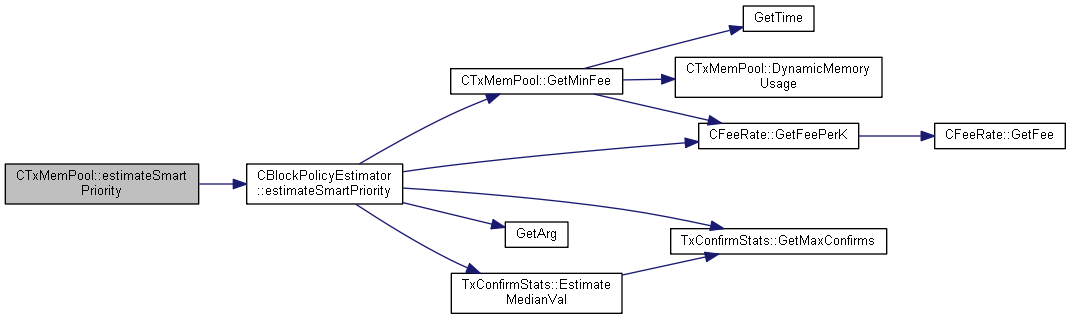 GetTime
CTxMemPool::GetMinFee
CTxMemPool::DynamicMemory
Usage
CFeeRate::GetFeePerK
CFeeRate::GetFee
CTxMemPool::estimateSmart
Priority
CBlockPolicyEstimator
::estimateSmartPriority
GetArg
TxConfirmStats::GetMaxConfirms
TxConfirmStats::Estimate
MedianVal